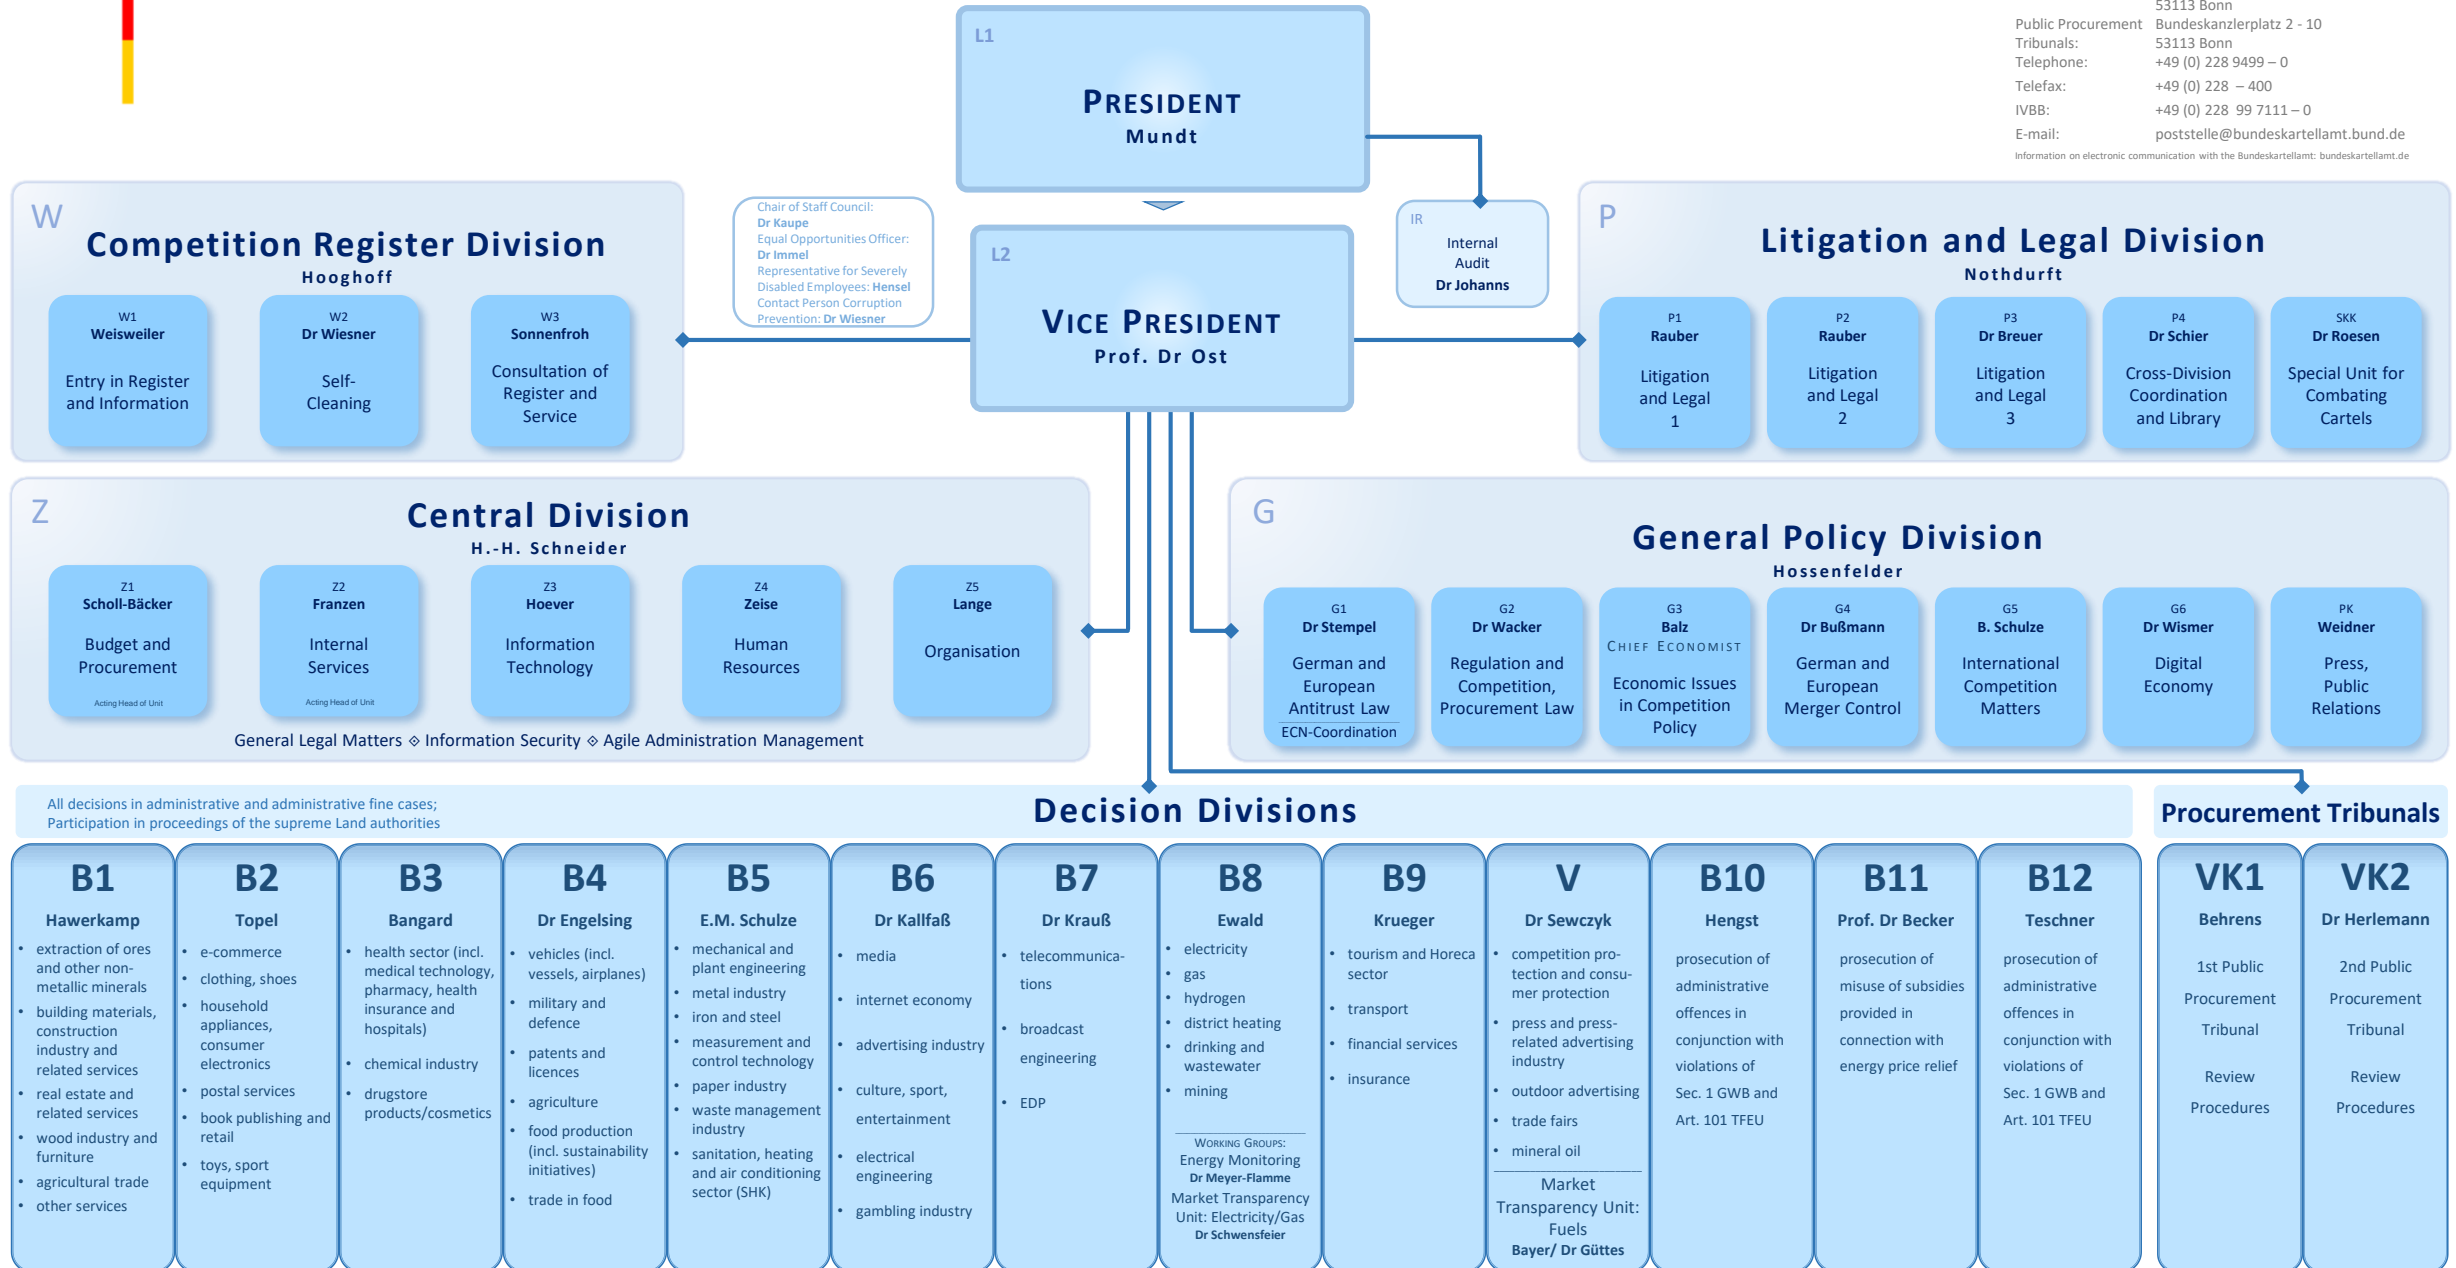 53113 Bonn
Public Procurement Bundeskanzlerplatz 2 - 10
Tribunals: 53113 Bonn
Telephone: +49 (0) 228 9499 – 0
Telefax: +49 (0) 228 – 400
IVBB: +49 (0) 228 99 7111 – 0
E-mail: poststelle@bundeskartellamt.bund.de
Information on electronic communication with the Bundeskartellamt: bundeskartellamt.de
L1
PRESIDENT
Mundt
L2
VICE PRESIDENT
Prof. Dr Ost
Chair of Staff Council:
Dr Kaupe
Equal Opportunities Officer:
Dr Immel
Representative for Severely
Disabled Employees: Hensel
Contact Person Corruption
Prevention: Dr Wiesner
IR
Internal
Audit
Dr Johanns
W
Competition Register Division
Hooghoff
W1
Weisweiler
Entry in Register
and Information
W2
Dr Wiesner
Self-
Cleaning
W3
Sonnenfroh
Consultation of
Register and
Service
P
Litigation and Legal Division
Nothdurft
P1
Rauber
Litigation
and Legal
1
P2
Rauber
Litigation
and Legal
2
P3
Dr Breuer
Litigation
and Legal
3
P4
Dr Schier
Cross-Division
Coordination
and Library
SKK
Dr Roesen
Special Unit for
Combating
Cartels
Z
Central Division
H.-H. Schneider
Z1
Scholl-Bäcker
Budget and
Procurement
Acting Head of Unit
Z2
Franzen
Internal
Services
Acting Head of Unit
Z3
Hoever
Information
Technology
Z4
Zeise
Human
Resources
Z5
Lange
Organisation
General Legal Matters ⟐ Information Security ⟐ Agile Administration Management
G
General Policy Division
Hossenfelder
G1
Dr Stempel
German and
European
Antitrust Law
ECN-Coordination
G2
Dr Wacker
Regulation and
Competition,
Procurement Law
G3
Balz
CHIEF ECONOMIST
Economic Issues
in Competition
Policy
G4
Dr Bußmann
German and
European
Merger Control
G5
B. Schulze
International
Competition
Matters
G6
Dr Wismer
Digital
Economy
PK
Weidner
Press,
Public
Relations
All decisions in administrative and administrative fine cases;
Participation in proceedings of the supreme Land authorities
Decision Divisions
Procurement Tribunals
B1
Hawerkamp
• extraction of ores
and other non-
metallic minerals
• building materials,
construction
industry and
related services
• real estate and
related services
• wood industry and
furniture
• agricultural trade
• other services
B2
Topel
• e-commerce
• clothing, shoes
• household
appliances,
consumer
electronics
• postal services
• book publishing and
retail
• toys, sport
equipment
B3
Bangard
• health sector (incl.
medical technology,
pharmacy, health
insurance and
hospitals)
• chemical industry
• drugstore
products/cosmetics
B4
Dr Engelsing
• vehicles (incl.
vessels, airplanes)
• military and
defence
• patents and
licences
• agriculture
• food production
(incl. sustainability
initiatives)
• trade in food
B5
E.M. Schulze
• mechanical and
plant engineering
• metal industry
• iron and steel
• measurement and
control technology
• paper industry
• waste management
industry
• sanitation, heating
and air conditioning
sector (SHK)
B6
Dr Kallfaß
• media
• internet economy
• advertising industry
• culture, sport,
entertainment
• electrical
engineering
• gambling industry
B7
Dr Krauß
• telecommunica-
tions
• broadcast
engineering
• EDP
B8
Ewald
• electricity
• gas
• hydrogen
• district heating
• drinking and
wastewater
• mining
WORKING GROUPS:
Energy Monitoring
Dr Meyer-Flamme
Market Transparency
Unit: Electricity/Gas
Dr Schwensfeier
B9
Krueger
• tourism and Horeca
sector
• transport
• financial services
• insurance
V
Dr Sewczyk
• competition pro-
tection and consu-
mer protection
• press and press-
related advertising
industry
• outdoor advertising
• trade fairs
• mineral oil
Market
Transparency Unit:
Fuels
Bayer/ Dr Güttes
B10
Hengst
prosecution of
administrative
offences in
conjunction with
violations of
Sec. 1 GWB and
Art. 101 TFEU
B11
Prof. Dr Becker
prosecution of
misuse of subsidies
provided in
connection with
energy price relief
B12
Teschner
prosecution of
administrative
offences in
conjunction with
violations of
Sec. 1 GWB and
Art. 101 TFEU
VK1
Behrens
1st Public
Procurement
Tribunal
Review
Procedures
VK2
Dr Herlemann
2nd Public
Procurement
Tribunal
Review
Procedures